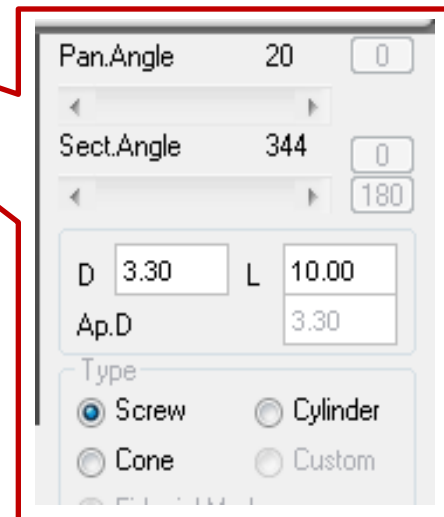 Pan.Angle 20 0
Sect.Angle 344 0
180
D 3.30 L 10.00
Ap.D 3.30
Type
Screw Cylinder
Cone Custom